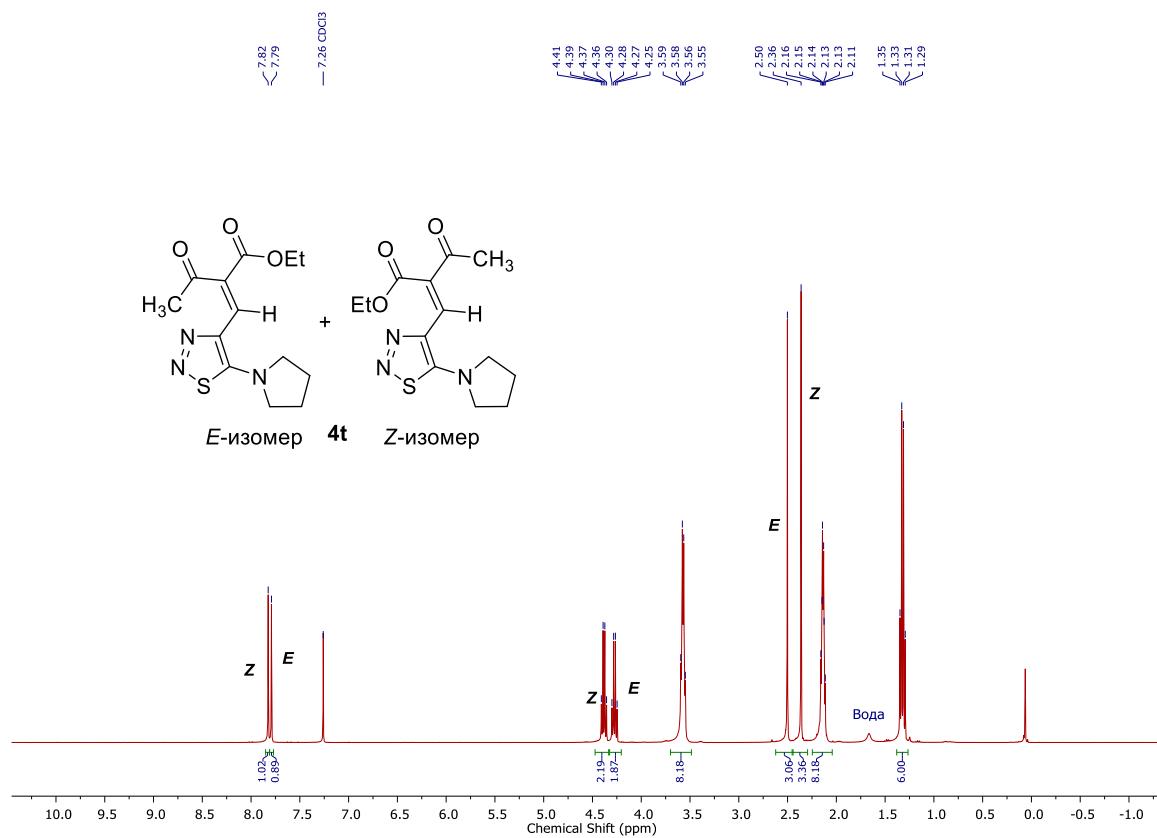 7.82
7.79
7.26 CDCl3
4.41
4.39
4.37
4.36
4.30
4.28
4.27
4.25
3.59
3.58
3.56
3.55
2.50
2.36
2.16
2.15
2.14
2.13
2.13
2.11
1.35
1.33
1.31
1.29
O
O
OEt
H3C
H
N
N
S
N
+
O
O
CH3
EtO
H
N
N
S
N
E-изомер 4t Z-изомер
Z
E
Z
E
E
Z
Вода
1.02
0.89
2.19
1.87
8.18
3.06
3.36
8.18
6.00
10.0 9.5 9.0 8.5 8.0 7.5 7.0 6.5 6.0 5.5 5.0 4.5 4.0 3.5 3.0 2.5 2.0 1.5 1.0 0.5 0.0 -0.5 -1.0
Chemical Shift (ppm)